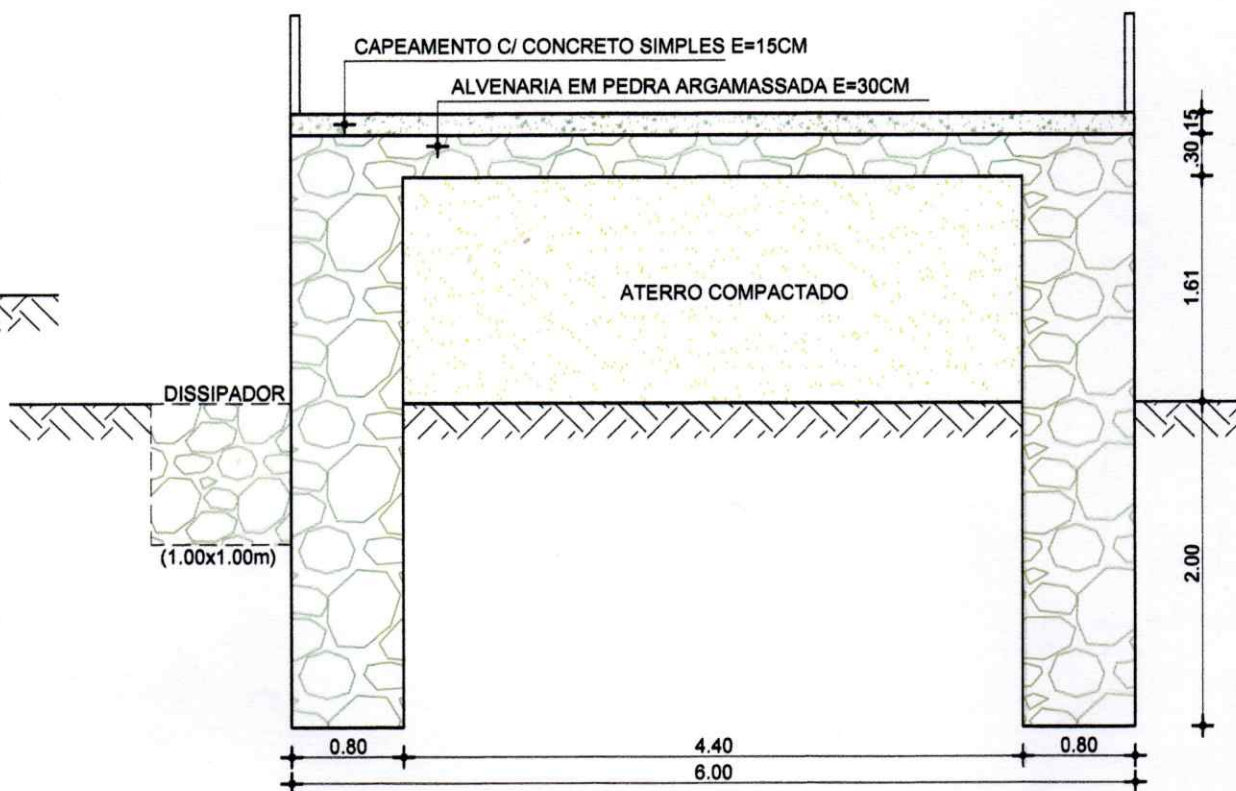 CAPEAMENTO C/ CONCRETO SIMPLES E=15CM
ALVENARIA EM PEDRA ARGAMASSADA E=30CM
.15
.30
ATERRO COMPACTADO
1.61
DISSIPADOR
(1.00x1.00m)
2.00
0.80
4.40
0.80
6.00